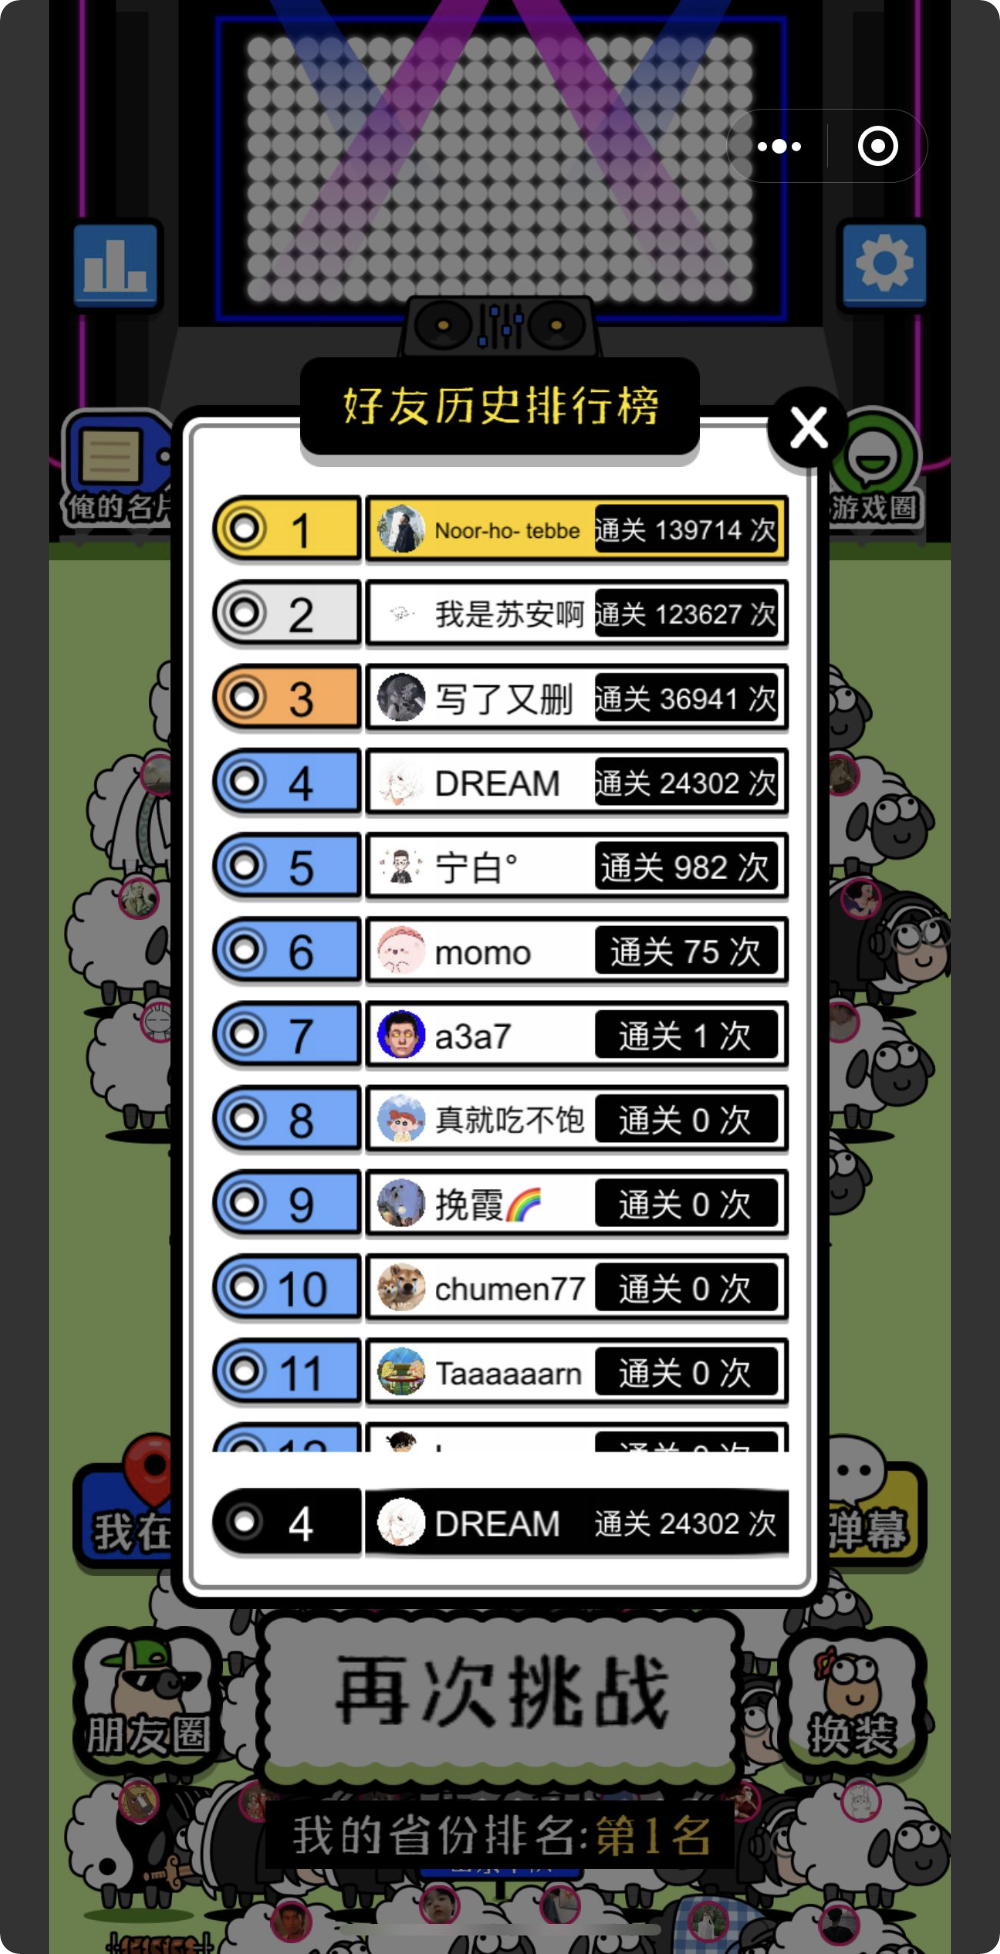 好友历史排行榜
X
俺的名片
游戏圈
1 Noor-ho- tebbe 通关 139714 次
2 我是苏安啊 通关 123627 次
3 写了又删 通关 36941 次
4 DREAM 通关 24302 次
5 宁白° 通关 982 次
6 momo 通关 75 次
7 a3a7 通关 1 次
8 真就吃不饱 通关 0 次
9 挽霞🌈 通关 0 次
10 chumen77 通关 0 次
11 Taaaaaarn 通关 0 次
12 通关 0 次
4 DREAM 通关 24302 次
我在
弹幕
再次挑战
朋友圈
换装
我的省份排名:第1名